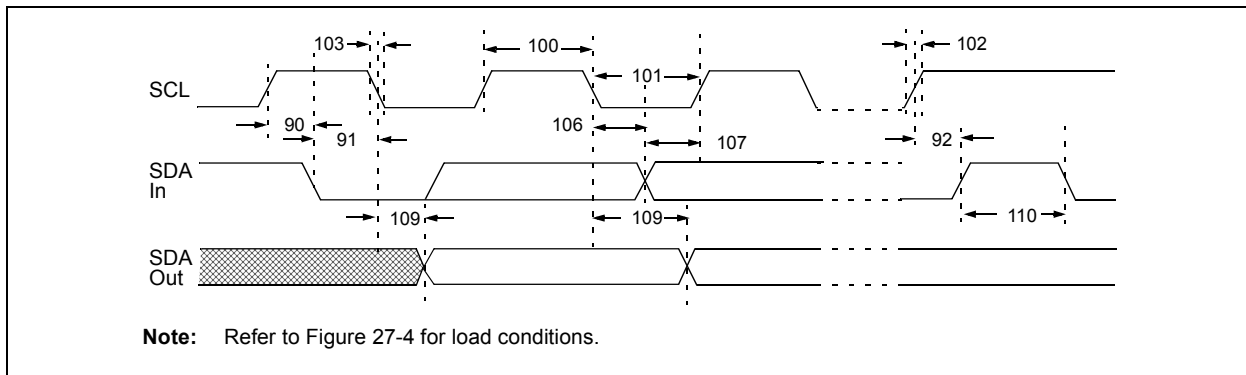 103
100
102
101
SCL
90
106
91
107
92
SDA
In
109
109
110
SDA
Out
Note: Refer to Figure 27-4 for load conditions.